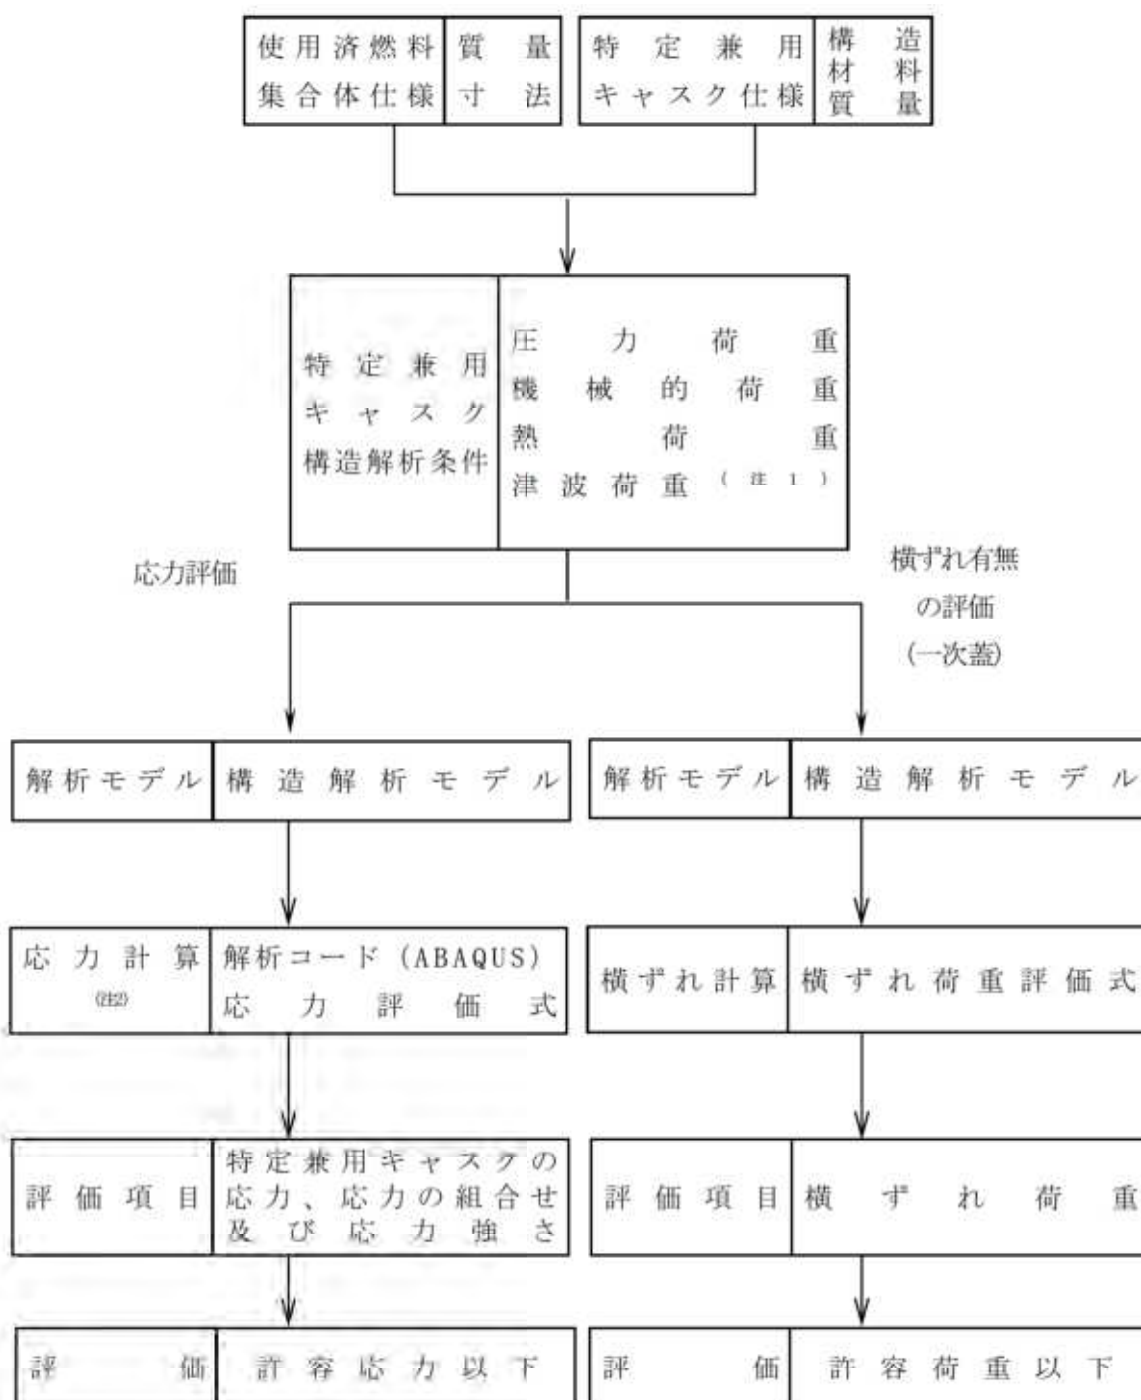 使用済燃料
集合体仕様
質量
寸法
特定兼用
キャスク仕様
構造
材料
質量
特定兼用
キャスク
構造解析条件
圧力荷重
機械的荷重
熱荷重
津波荷重(注1)
応力評価
横ずれ有無
の評価
(一次蓋)
解析モデル
構造解析モデル
解析モデル
構造解析モデル
応力計算
(注2)
解析コード(ABAQUS)
応力評価式
横ずれ計算
横ずれ荷重評価式
評価項目
特定兼用キャスクの
応力、応力の組合せ
及び応力強さ
評価項目
横ずれ荷重
評価
許容応力以下
評価
許容荷重以下